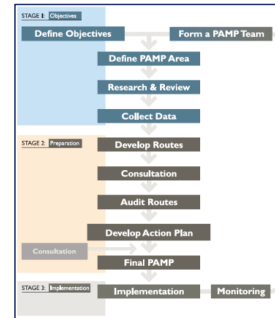 STAGE 1: Objectives
Define Objectives
Form a PAMP Team
Define PAMP Area
Research & Review
Collect Data
STAGE 2: Preparation
Develop Routes
Consultation
Audit Routes
Develop Action Plan
Consultation
Final PAMP
STAGE 3: Implementation
Implementation
Monitoring